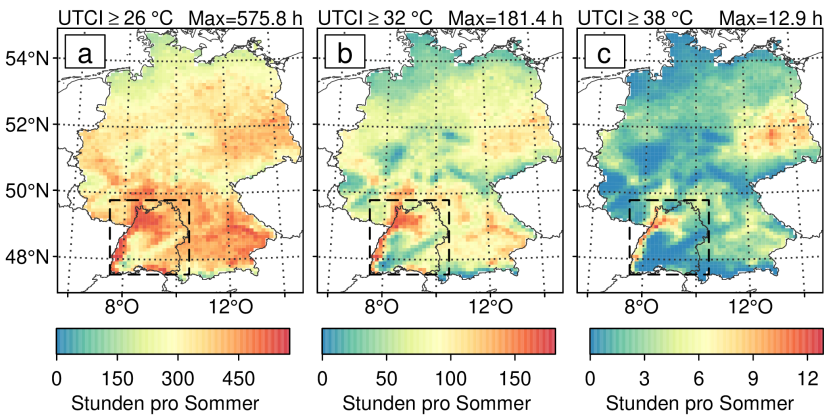 UTCI ≥ 26 °C Max=575.8 h UTCI ≥ 32 °C Max=181.4 h UTCI ≥ 38 °C Max=12.9 h
a b c
54°N
52°N
50°N
48°N
8°O 12°O 8°O 12°O 8°O 12°O
0 150 300 450 0 50 100 150 0 3 6 9 12
Stunden pro Sommer Stunden pro Sommer Stunden pro Sommer